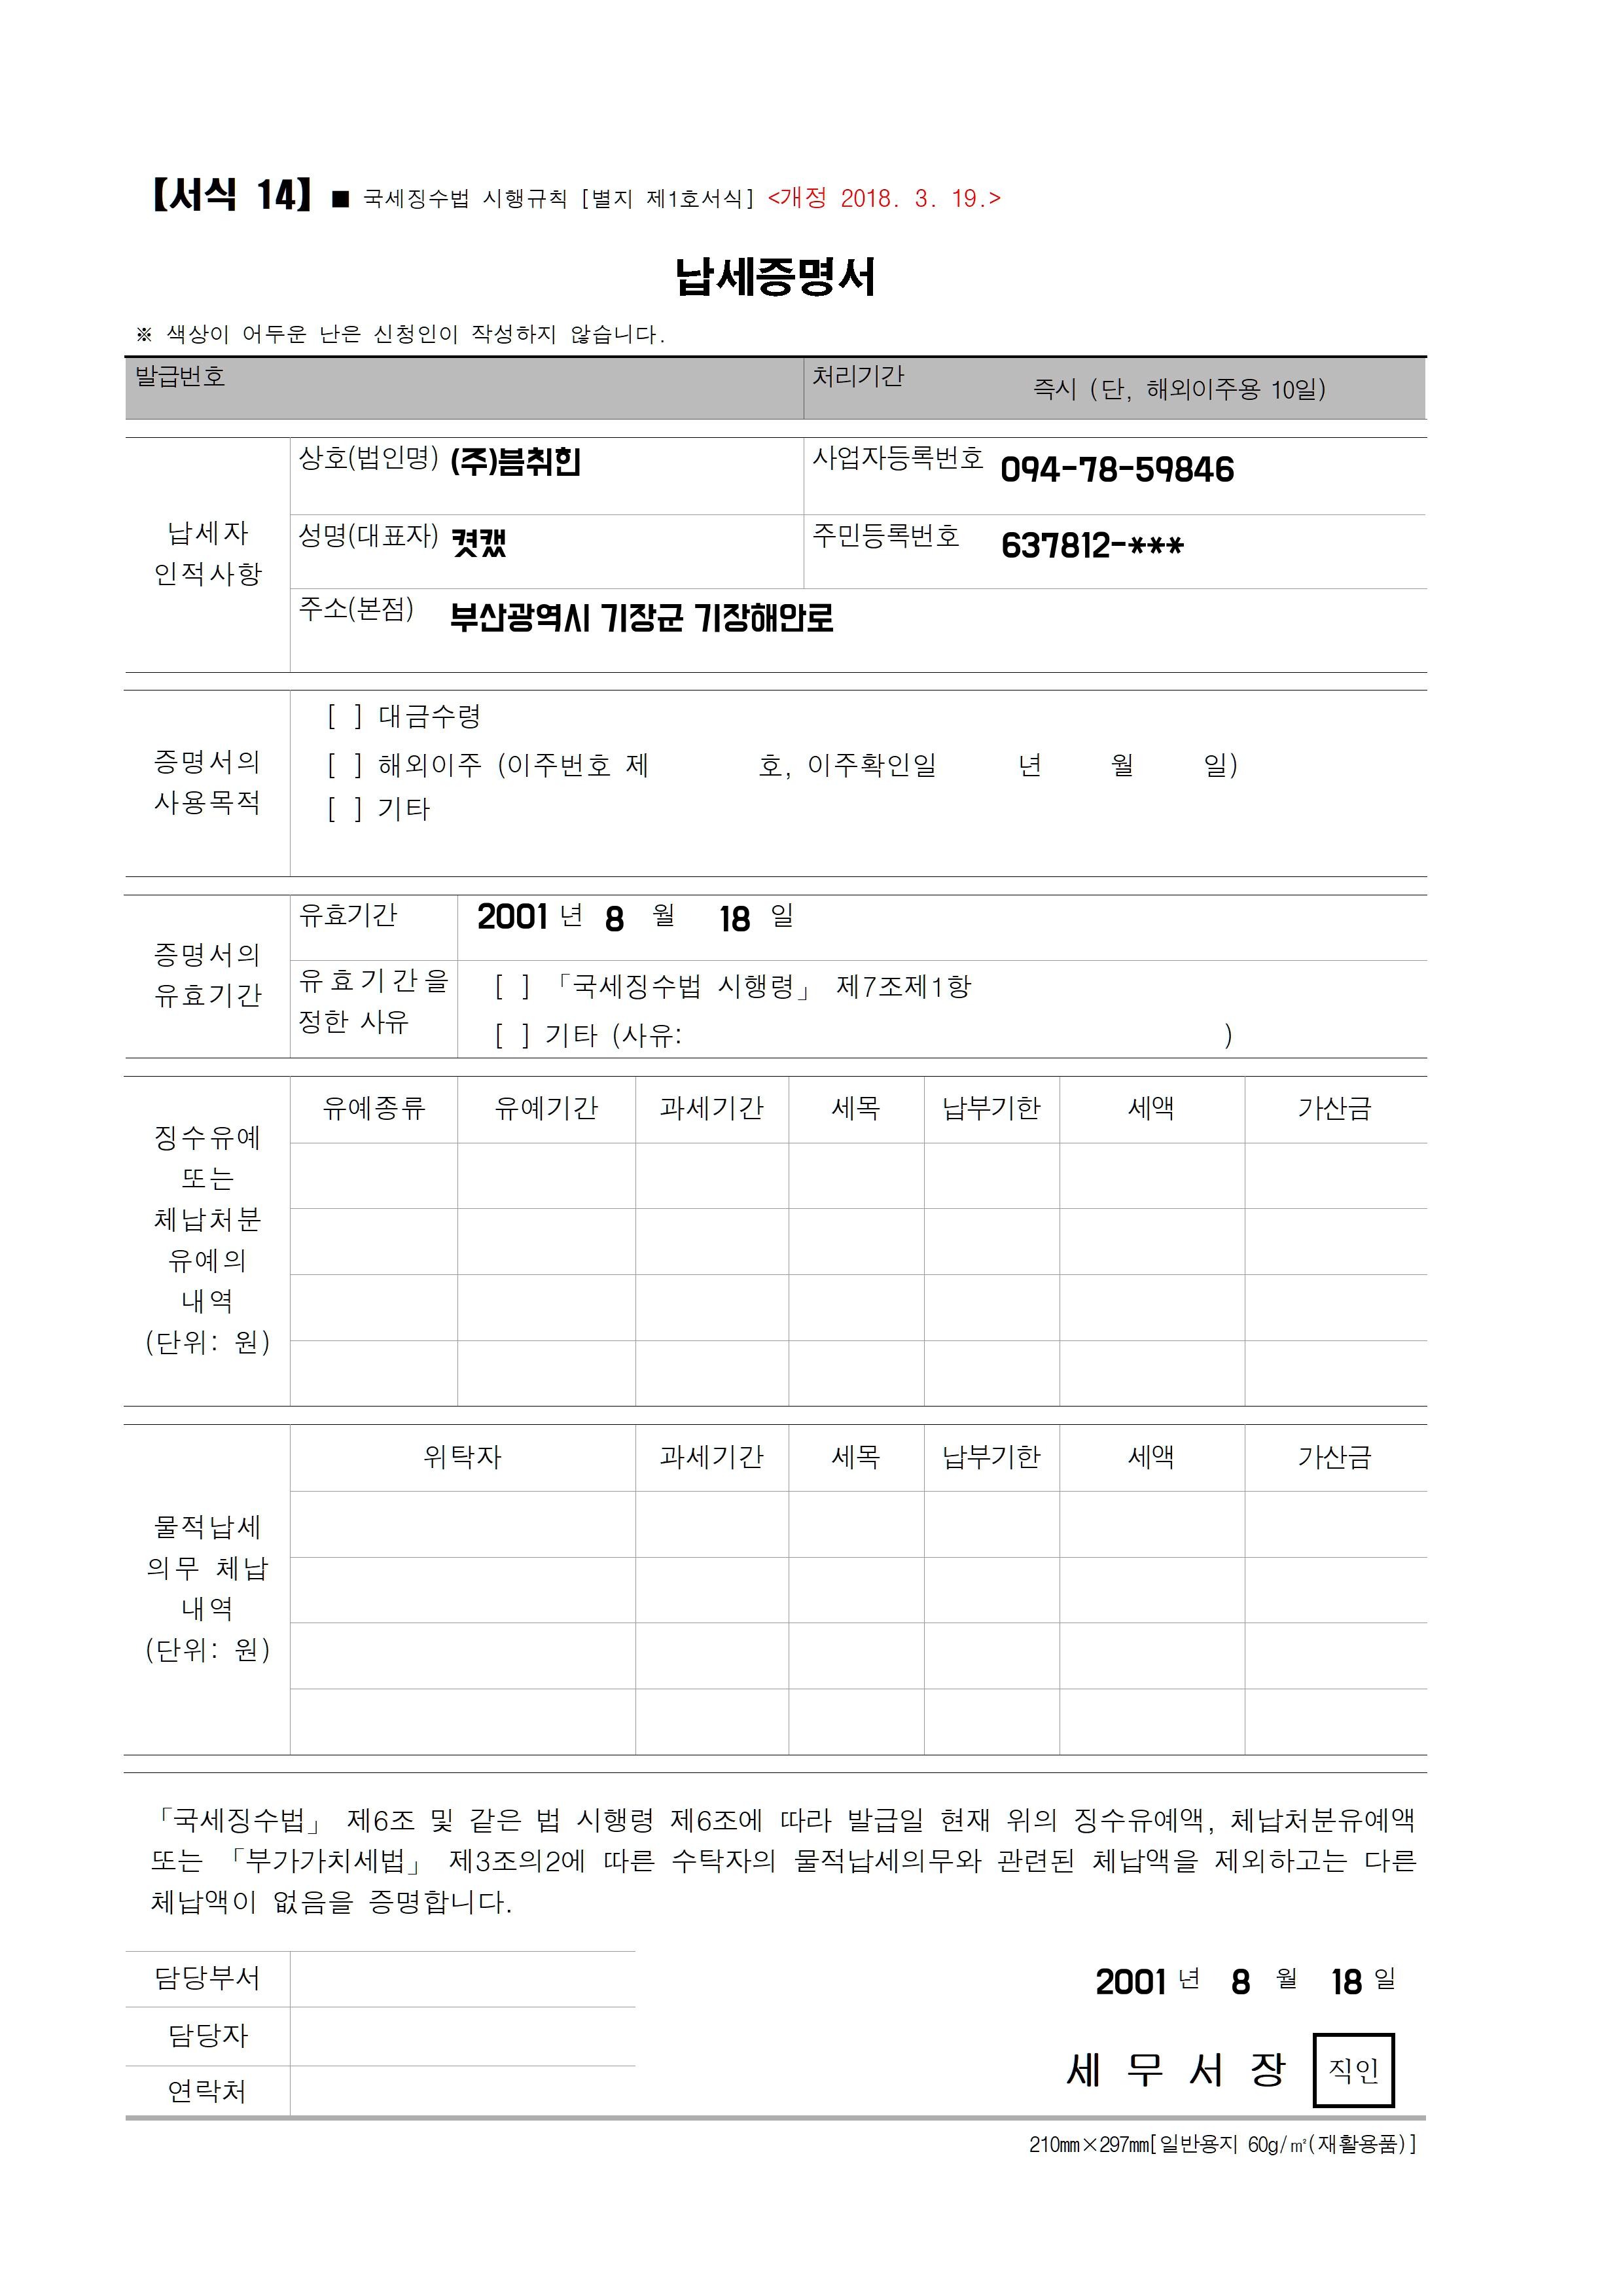 【서식 14】 ■ 국세징수법 시행규칙 [별지 제1호서식] <개정 2018. 3. 19.>
납세증명서
※ 색상이 어두운 난은 신청인이 작성하지 않습니다.
발급번호 처리기간 즉시 (단, 해외이주용 10일)
납세자
인적사항
상호(법인명) (주)븜취힌 사업자등록번호 094-78-59846
성명(대표자) 켯캤 주민등록번호 637812-***
주소(본점) 부산광역시 기장군 기장해안로
증명서의
사용목적
[ ] 대금수령
[ ] 해외이주 (이주번호 제 호, 이주확인일 년 월 일)
[ ] 기타
증명서의
유효기간
유효기간 2001 년 8 월 18 일
유효기간을
정한 사유
[ ] 「국세징수법 시행령」 제7조제1항
[ ] 기타 (사유: )
징수유예
또는
체납처분
유예의
내역
(단위: 원)
유예종류 유예기간 과세기간 세목 납부기한 세액 가산금
물적납세
의무 체납
내역
(단위: 원)
위탁자 과세기간 세목 납부기한 세액 가산금
「국세징수법」 제6조 및 같은 법 시행령 제6조에 따라 발급일 현재 위의 징수유예액, 체납처분유예액
또는 「부가가치세법」 제3조의2에 따른 수탁자의 물적납세의무와 관련된 체납액을 제외하고는 다른
체납액이 없음을 증명합니다.
담당부서
담당자
연락처
2001 년 8 월 18 일
세 무 서 장 직인
210㎜×297㎜[일반용지 60g/㎡(재활용품)]